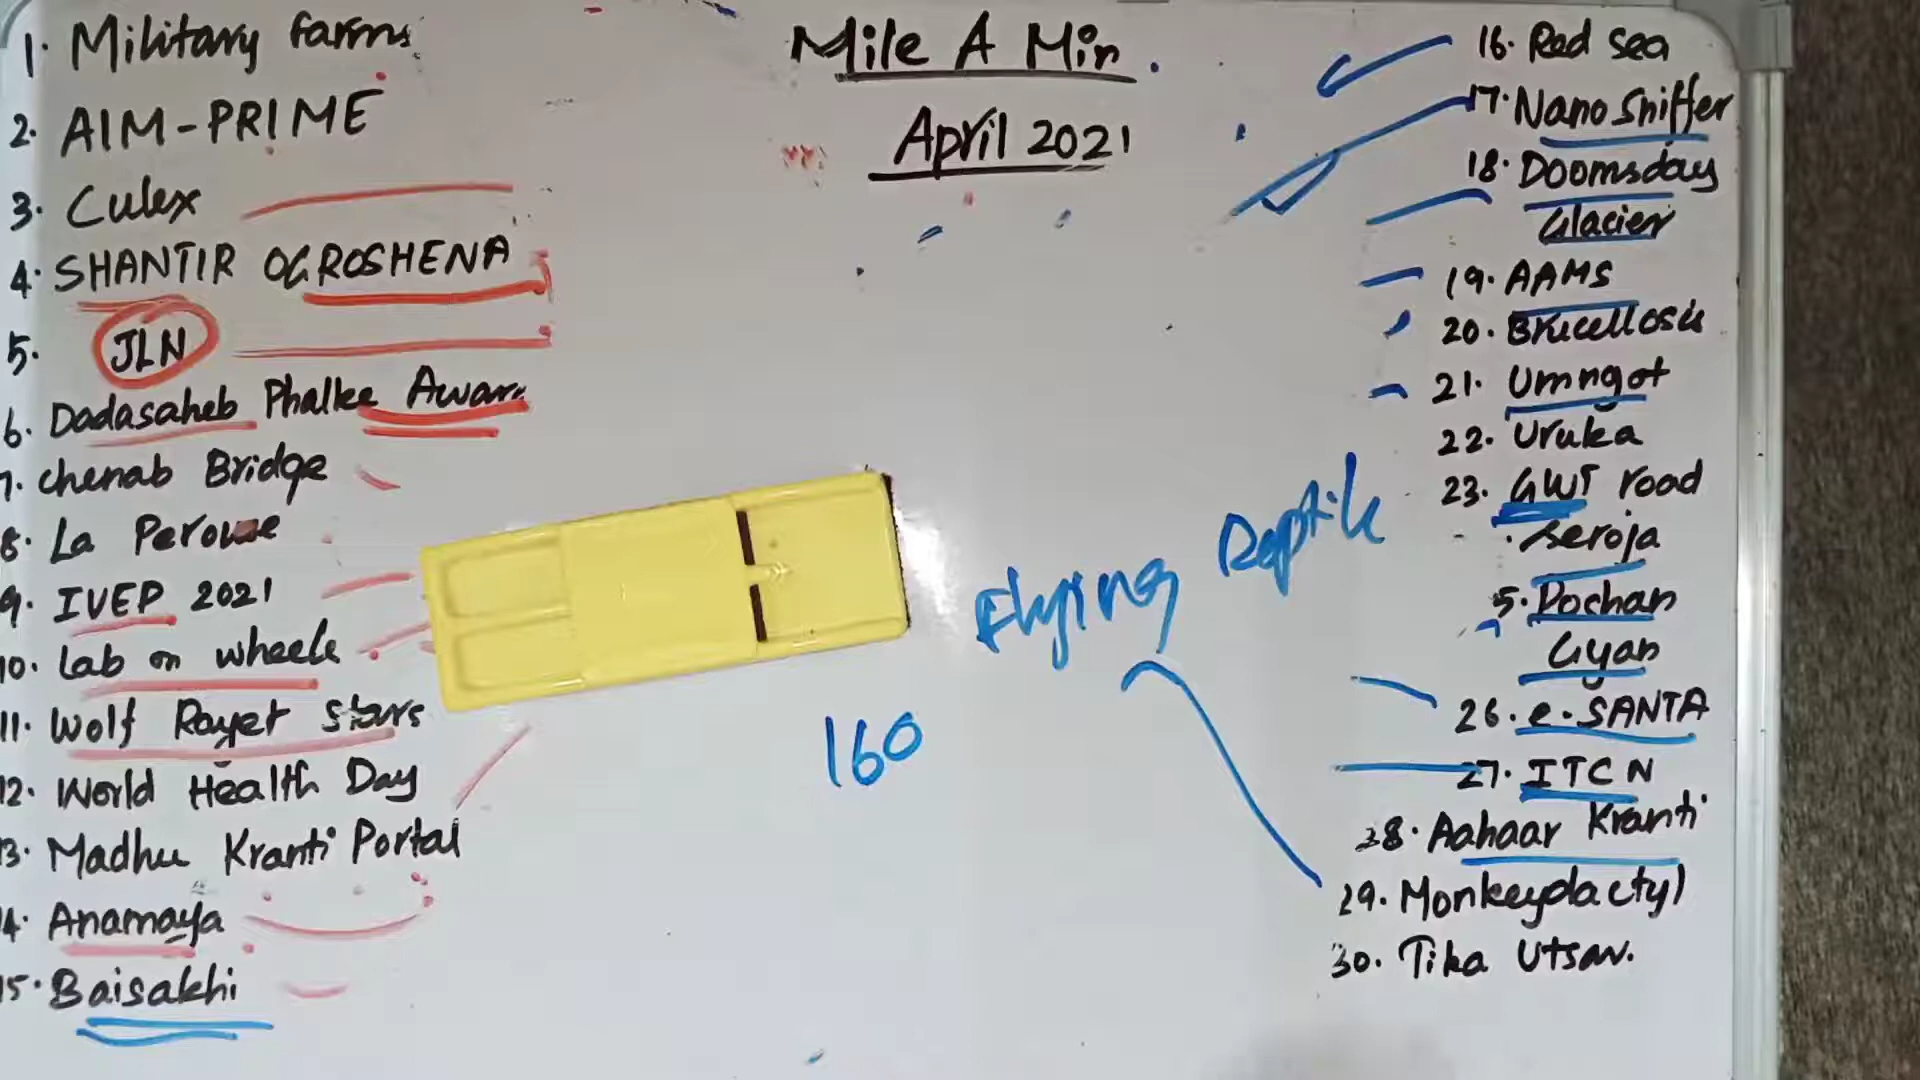 Mile A Min.
April 2021
1. Military farms
2. AIM-PRIME
3. Culex
4. SHANTIR OGROSHENA
5. JLN
6. Dadasaheb Phalke Awar
7. Chenab Bridge
8. La Perouse
9. IVEP 2021
10. Lab on wheels
11. Wolf Rayet stars
12. World Health Day
13. Madhu Kranti Portal
14. Anamaya
15. Baisakhi
160
Flying Reptile
16. Red sea
17. Nano Sniffer
18. Doomsday
Glacier
19. AAMS
20. Brucellosis
21. Umngot
22. Uruka
23. GWT road
Seroja
5. Poshan
Gyan
26. e-SANTA
27. ITCN
28. Aahaar Kranti
29. Monkeydactyl
30. Tika Utsav.